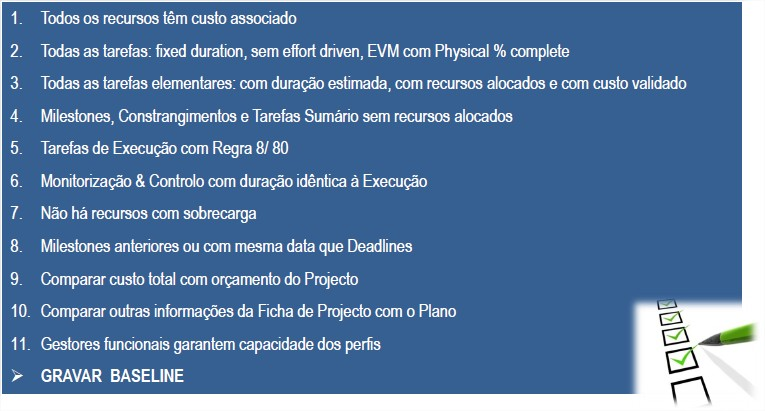 1. Todos os recursos têm custo associado
2. Todas as tarefas: fixed duration, sem effort driven, EVM com Physical % complete
3. Todas as tarefas elementares: com duração estimada, com recursos alocados e com custo validado
4. Milestones, Constrangimentos e Tarefas Sumário sem recursos alocados
5. Tarefas de Execução com Regra 8/ 80
6. Monitorização & Controlo com duração idêntica à Execução
7. Não há recursos com sobrecarga
8. Milestones anteriores ou com mesma data que Deadlines
9. Comparar custo total com orçamento do Projecto
10. Comparar outras informações da Ficha de Projecto com o Plano
11. Gestores funcionais garantem capacidade dos perfis
➢ GRAVAR BASELINE